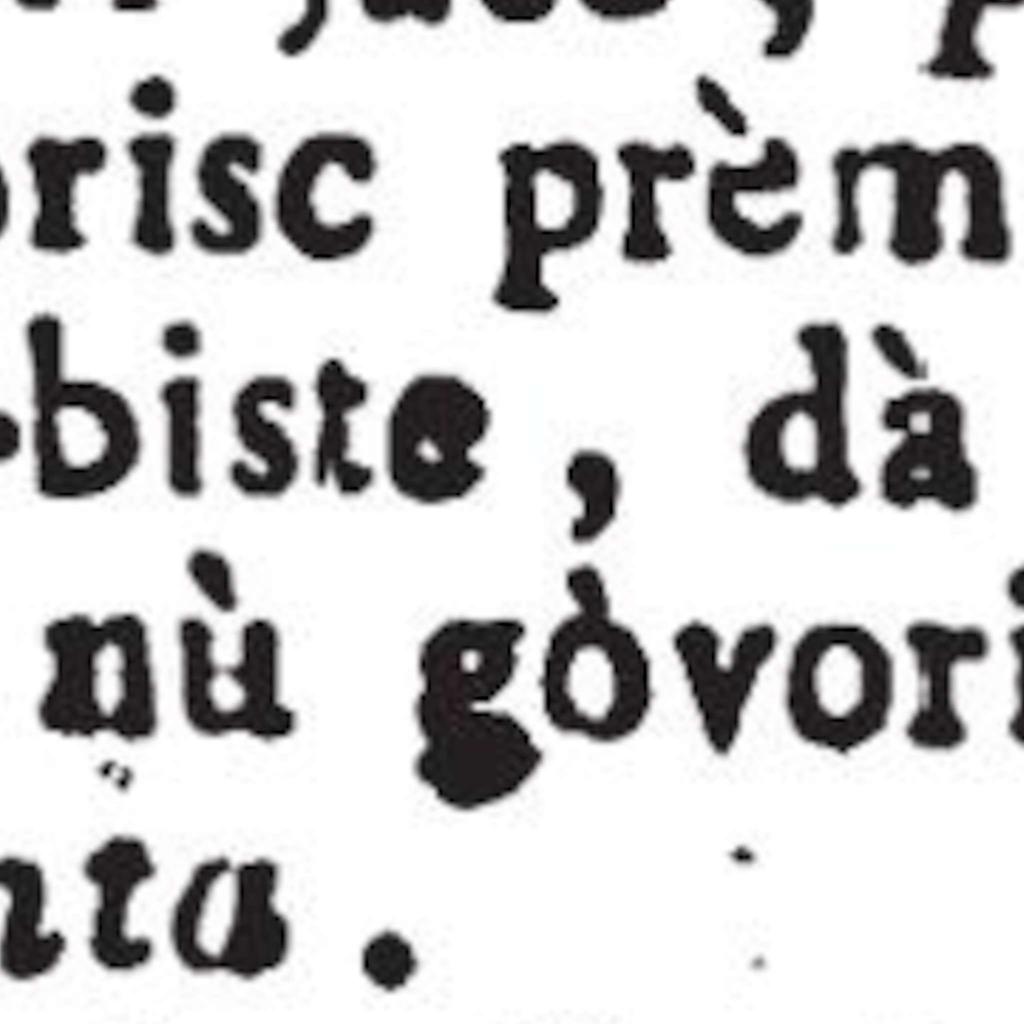 orisc prèm
biste , dà
nù gòvori
nta .